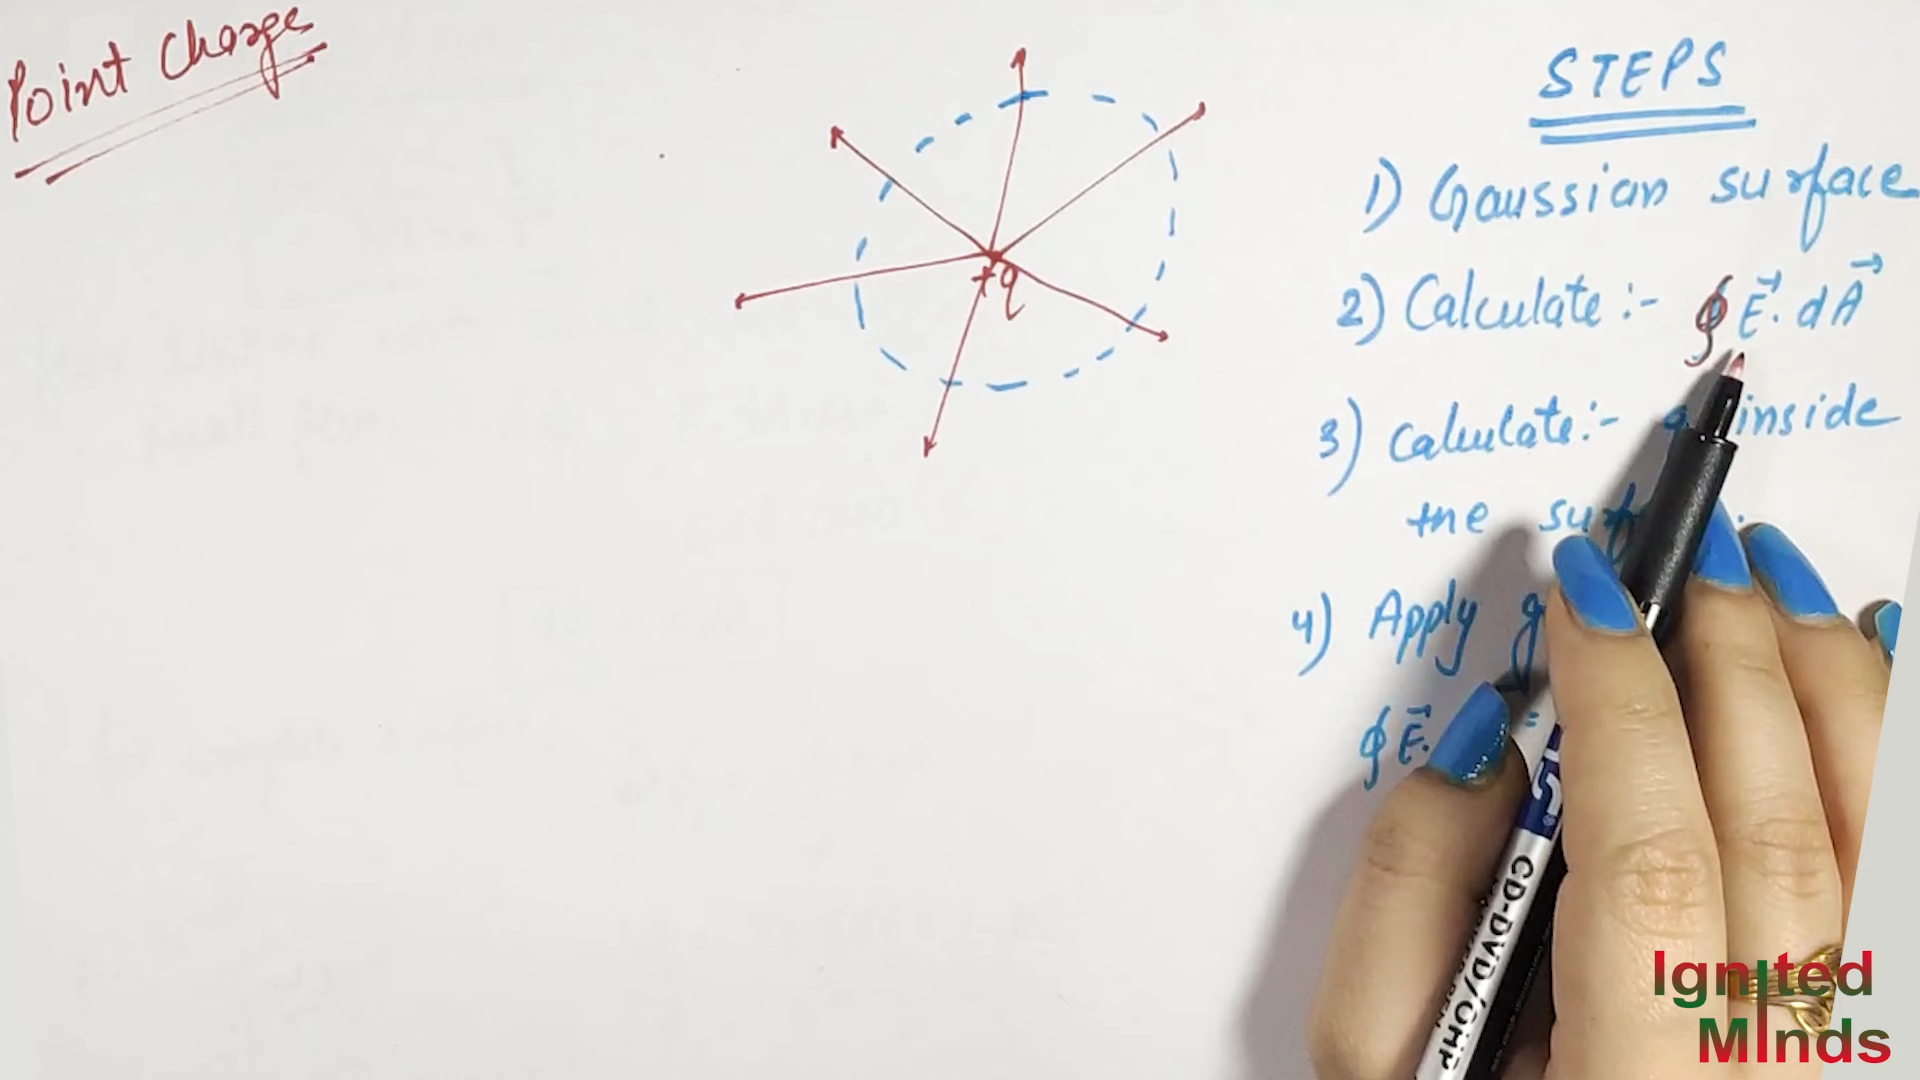 Point Charge
+q
STEPS
1) Gaussian surface
2) Calculate :- ∮E⃗. dA⃗
3) Calculate:- inside
the
4) Apply
∮E⃗. =
CD-DVD/OHP
Ignited
Minds